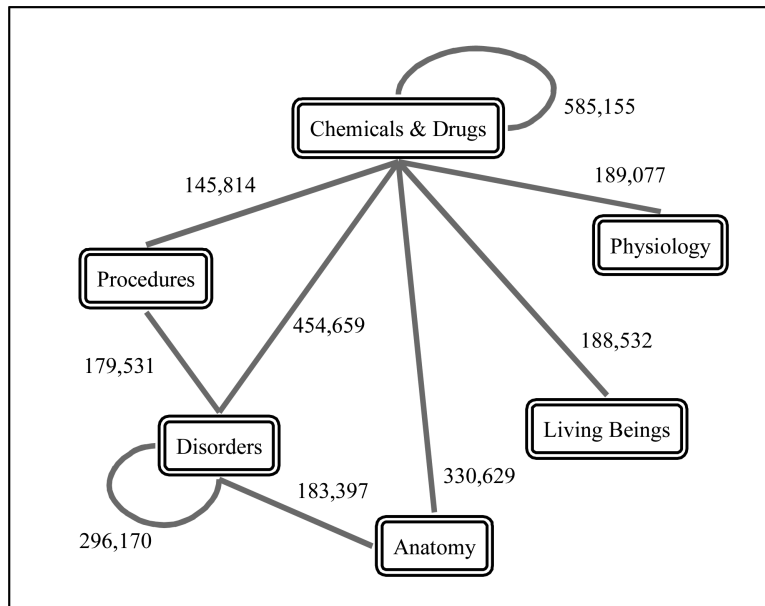 585,155
Chemicals & Drugs
145,814
189,077
Physiology
Procedures
454,659
188,532
179,531
Living Beings
Disorders
183,397
330,629
296,170
Anatomy